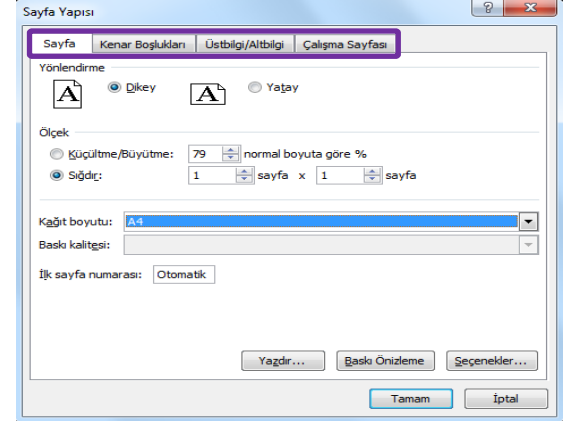 Sayfa Yapısı
Sayfa Kenar Boşlukları Üstbilgi/Altbilgi Çalışma Sayfası
Yönlendirme
A Dikey A Yatay
Ölçek
Küçültme/Büyütme: 79 normal boyuta göre %
Sığdır: 1 sayfa x 1 sayfa
Kağıt boyutu: A4
Baskı kalitesi:
İlk sayfa numarası: Otomatik
Yazdır... Baskı Önizleme Seçenekler...
Tamam İptal